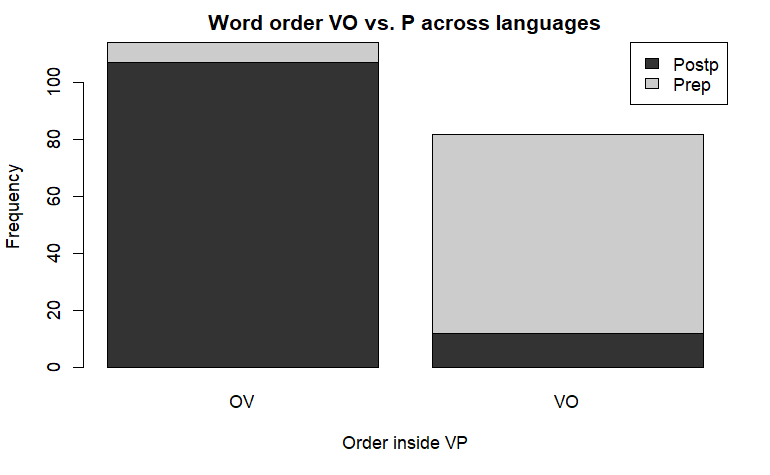 Word order VO vs. P across languages
Postp
Prep
Frequency
100
80
60
40
20
0
OV
VO
Order inside VP